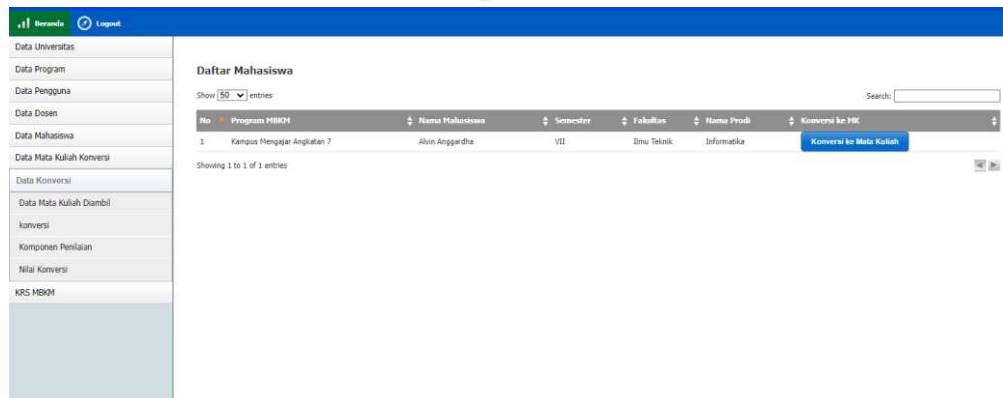 Beranda Logout
Data Universitas
Data Program
Data Pengguna
Data Dosen
Data Mahasiswa
Data Mata Kuliah Konversi
Data Konversi
Data Mata Kuliah Diambil
konversi
Komponen Penilaian
Nilai Konversi
KRS MBKM
Daftar Mahasiswa
Show 50 entries Search:
No Program MBKM Nama Mahasiswa Semester Fakultas Nama Prodi Konversi ke MK
1 Kampus Mengajar Angkatan 7 Alvin Anggardha VII Ilmu Teknik Informatika Konversi ke Mata Kuliah
Showing 1 to 1 of 1 entries